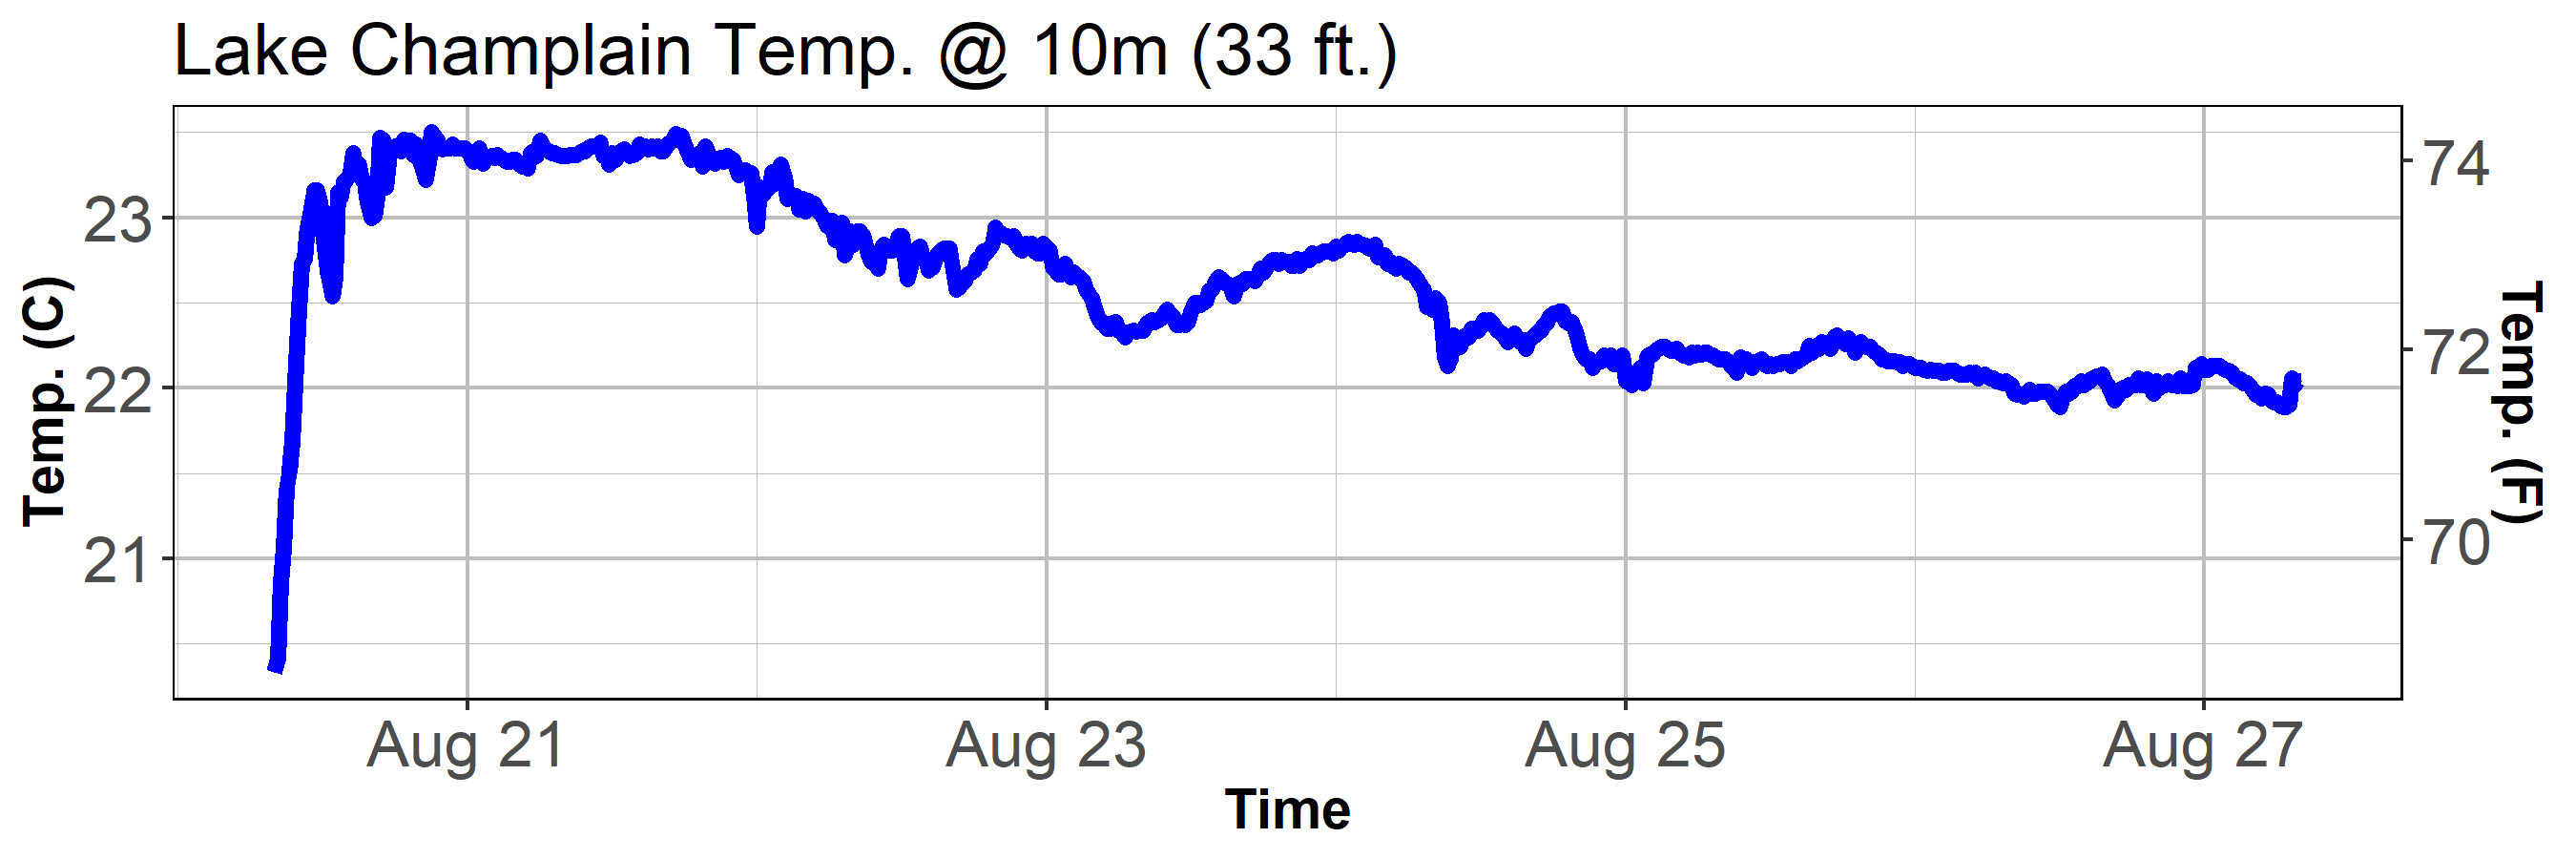 Lake Champlain Temp. @ 10m (33 ft.)
Temp. (C)
23
22
21
74
72
70
Temp. (F)
Aug 21 Aug 23 Aug 25 Aug 27
Time